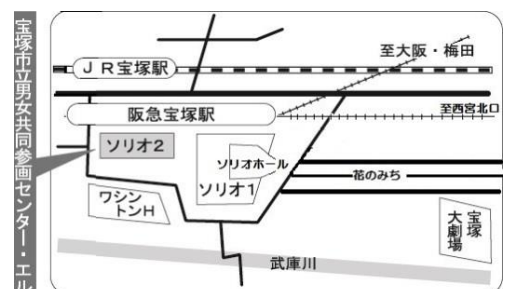 宝塚市立男女共同参画センター・エル
至大阪・梅田
JR宝塚駅
阪急宝塚駅
至西宮北口
ソリオ2
ソリオホール
ソリオ1
花のみち
ワシン
トンH
宝塚
大劇場
武庫川